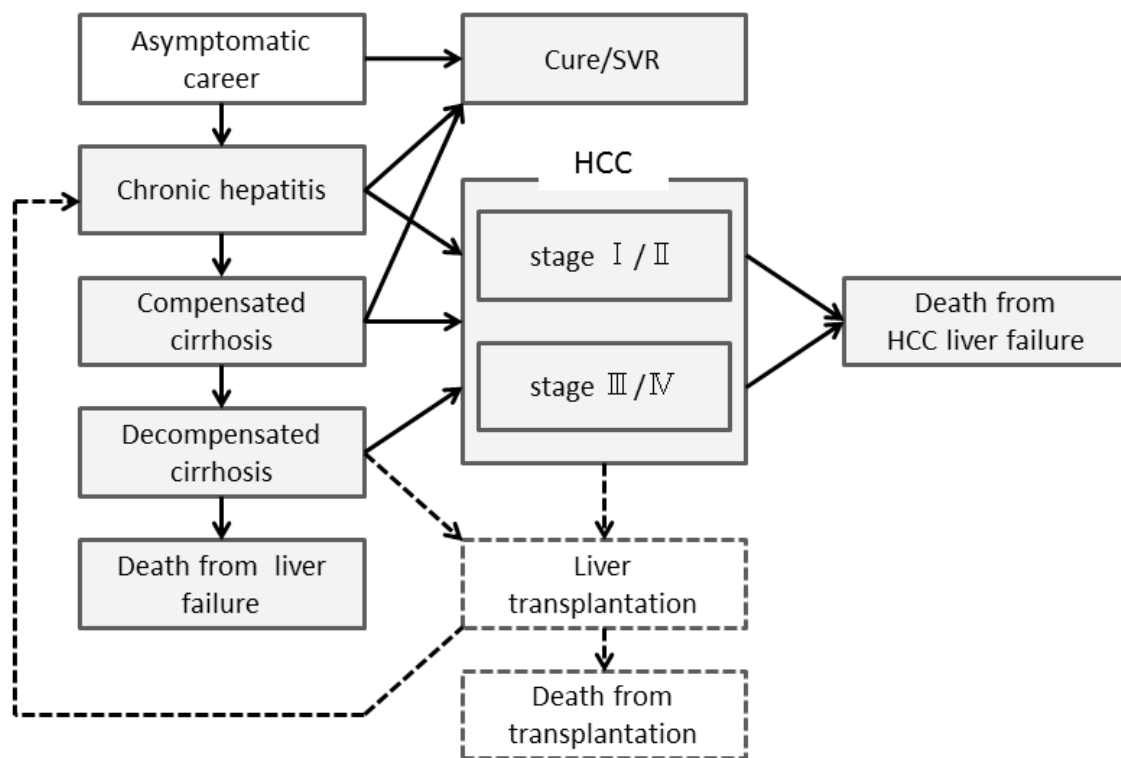 Asymptomatic
career
Cure/SVR
Chronic hepatitis
HCC
stage Ⅰ / Ⅱ
Compensated
cirrhosis
Death from
HCC liver failure
stage Ⅲ / Ⅳ
Decompensated
cirrhosis
Death from liver
failure
Liver
transplantation
Death from
transplantation